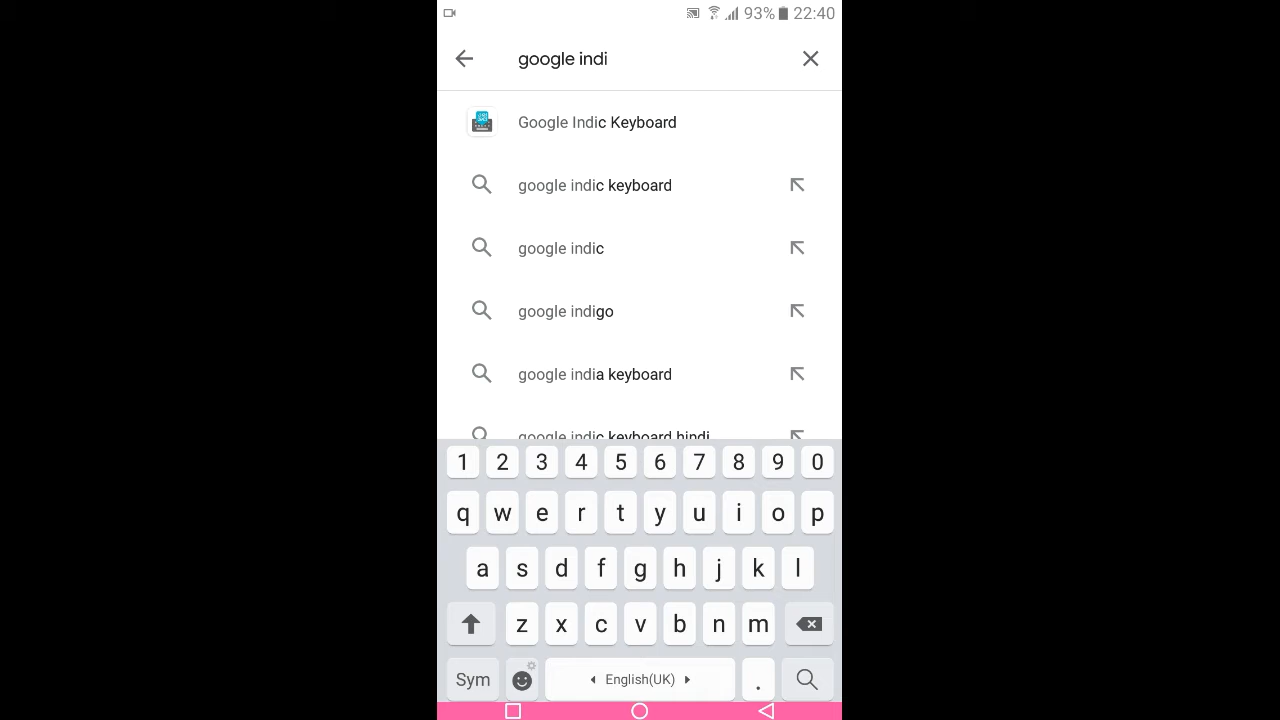 93% 22:40
google indi
Google Indic Keyboard
google indic keyboard
google indic
google indigo
google india keyboard
google indic keyboard hindi
1 2 3 4 5 6 7 8 9 0
q w e r t y u i o p
a s d f g h j k l
z x c v b n m
Sym English(UK) .